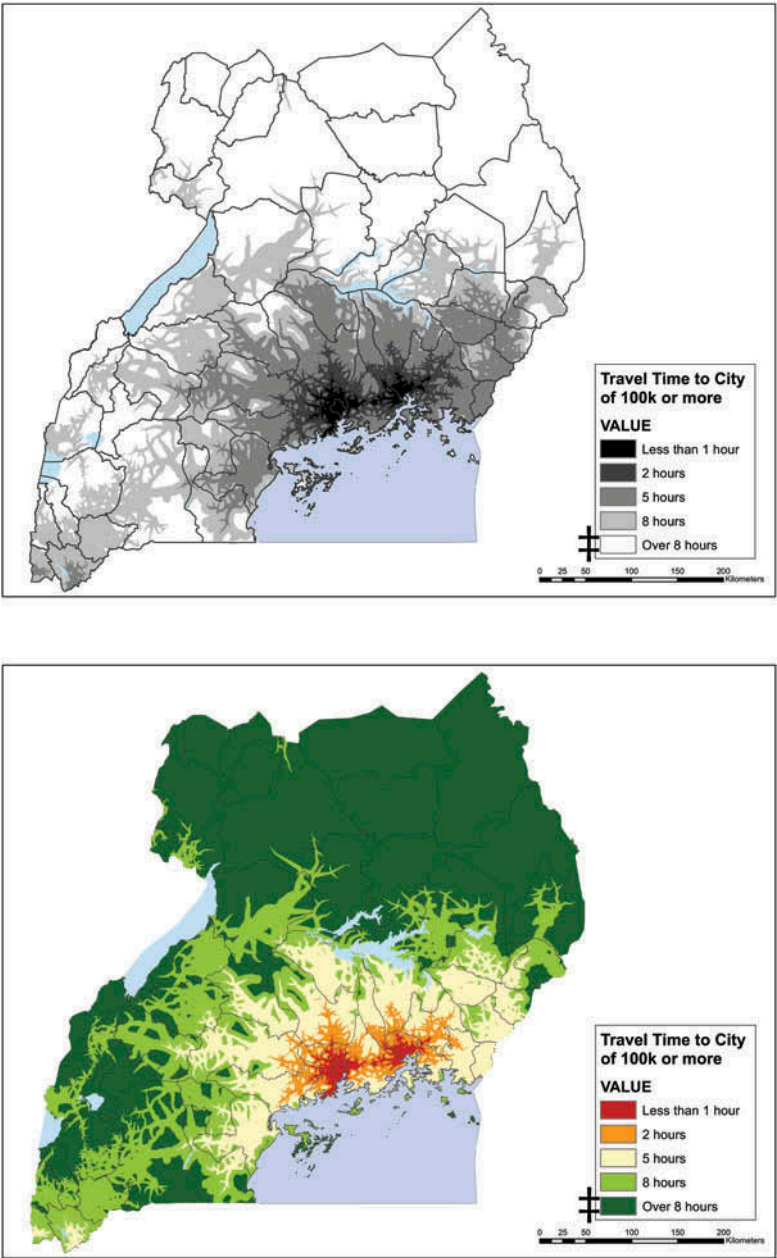 Travel Time to City
of 100k or more
VALUE
Less than 1 hour
2 hours
5 hours
8 hours
Over 8 hours
0 25 50 100 150 200
Kilometers
Travel Time to City
of 100k or more
VALUE
Less than 1 hour
2 hours
5 hours
8 hours
Over 8 hours
0 25 50 100 150 200
Kilometers